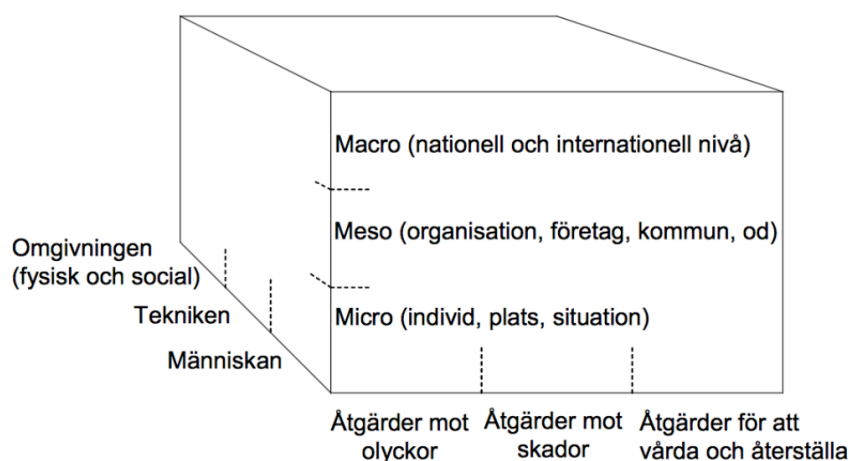 Macro (nationell och internationell nivå)
Meso (organisation, företag, kommun, od)
Micro (individ, plats, situation)
Omgivningen
(fysisk och social)
Tekniken
Människan
Åtgärder mot
olyckor
Åtgärder mot
skador
Åtgärder för att
vårda och återställa